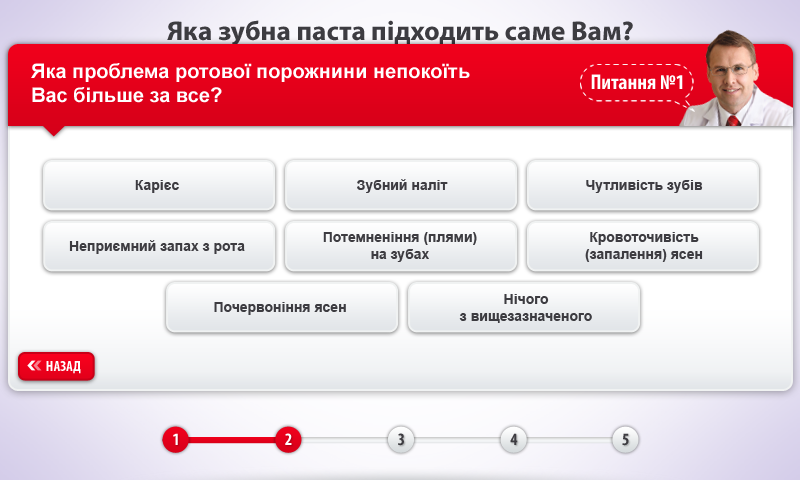 Яка зубна паста підходить саме Вам?
Яка проблема ротової порожнини непокоїть
Вас більше за все?
Питання №1
Карієс
Зубний наліт
Чутливість зубів
Неприємний запах з рота
Потемненіння (плями)
на зубах
Кровоточивість
(запалення) ясен
Почервоніння ясен
Нічого
з вищезазначеного
НАЗАД
1 2 3 4 5